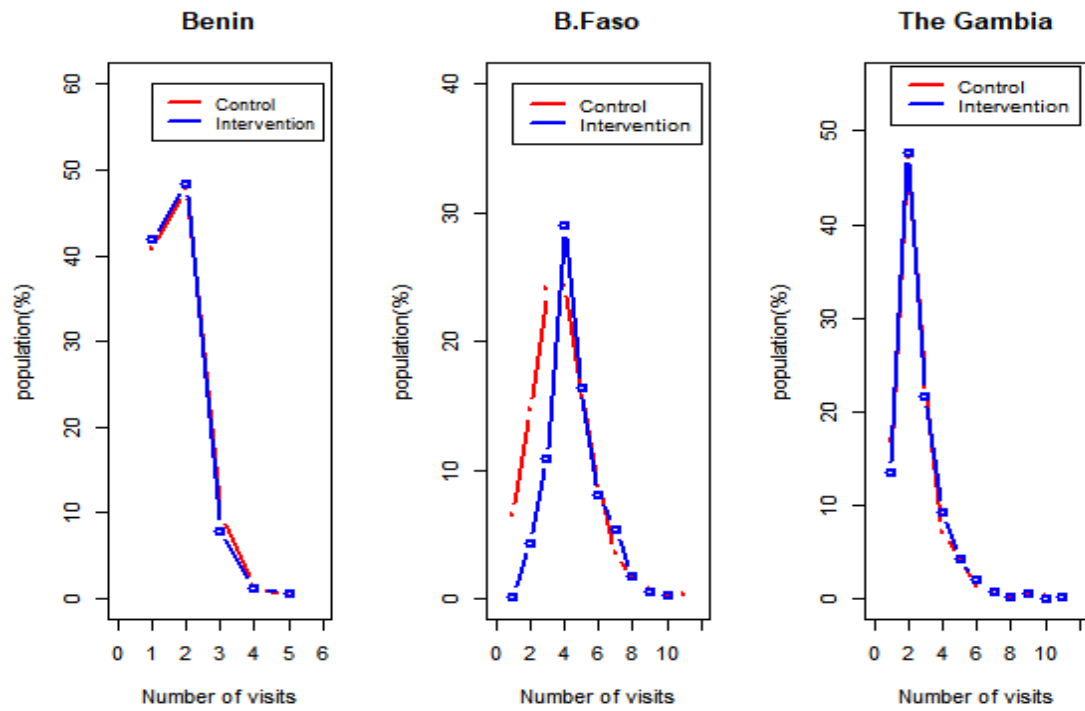 Benin
population(%)
60
50
40
30
20
10
0
Control
Intervention
0 1 2 3 4 5 6
Number of visits
B.Faso
population(%)
40
30
20
10
0
Control
Intervention
0 2 4 6 8 10
Number of visits
The Gambia
population(%)
50
40
30
20
10
0
Control
Intervention
0 2 4 6 8 10
Number of visits